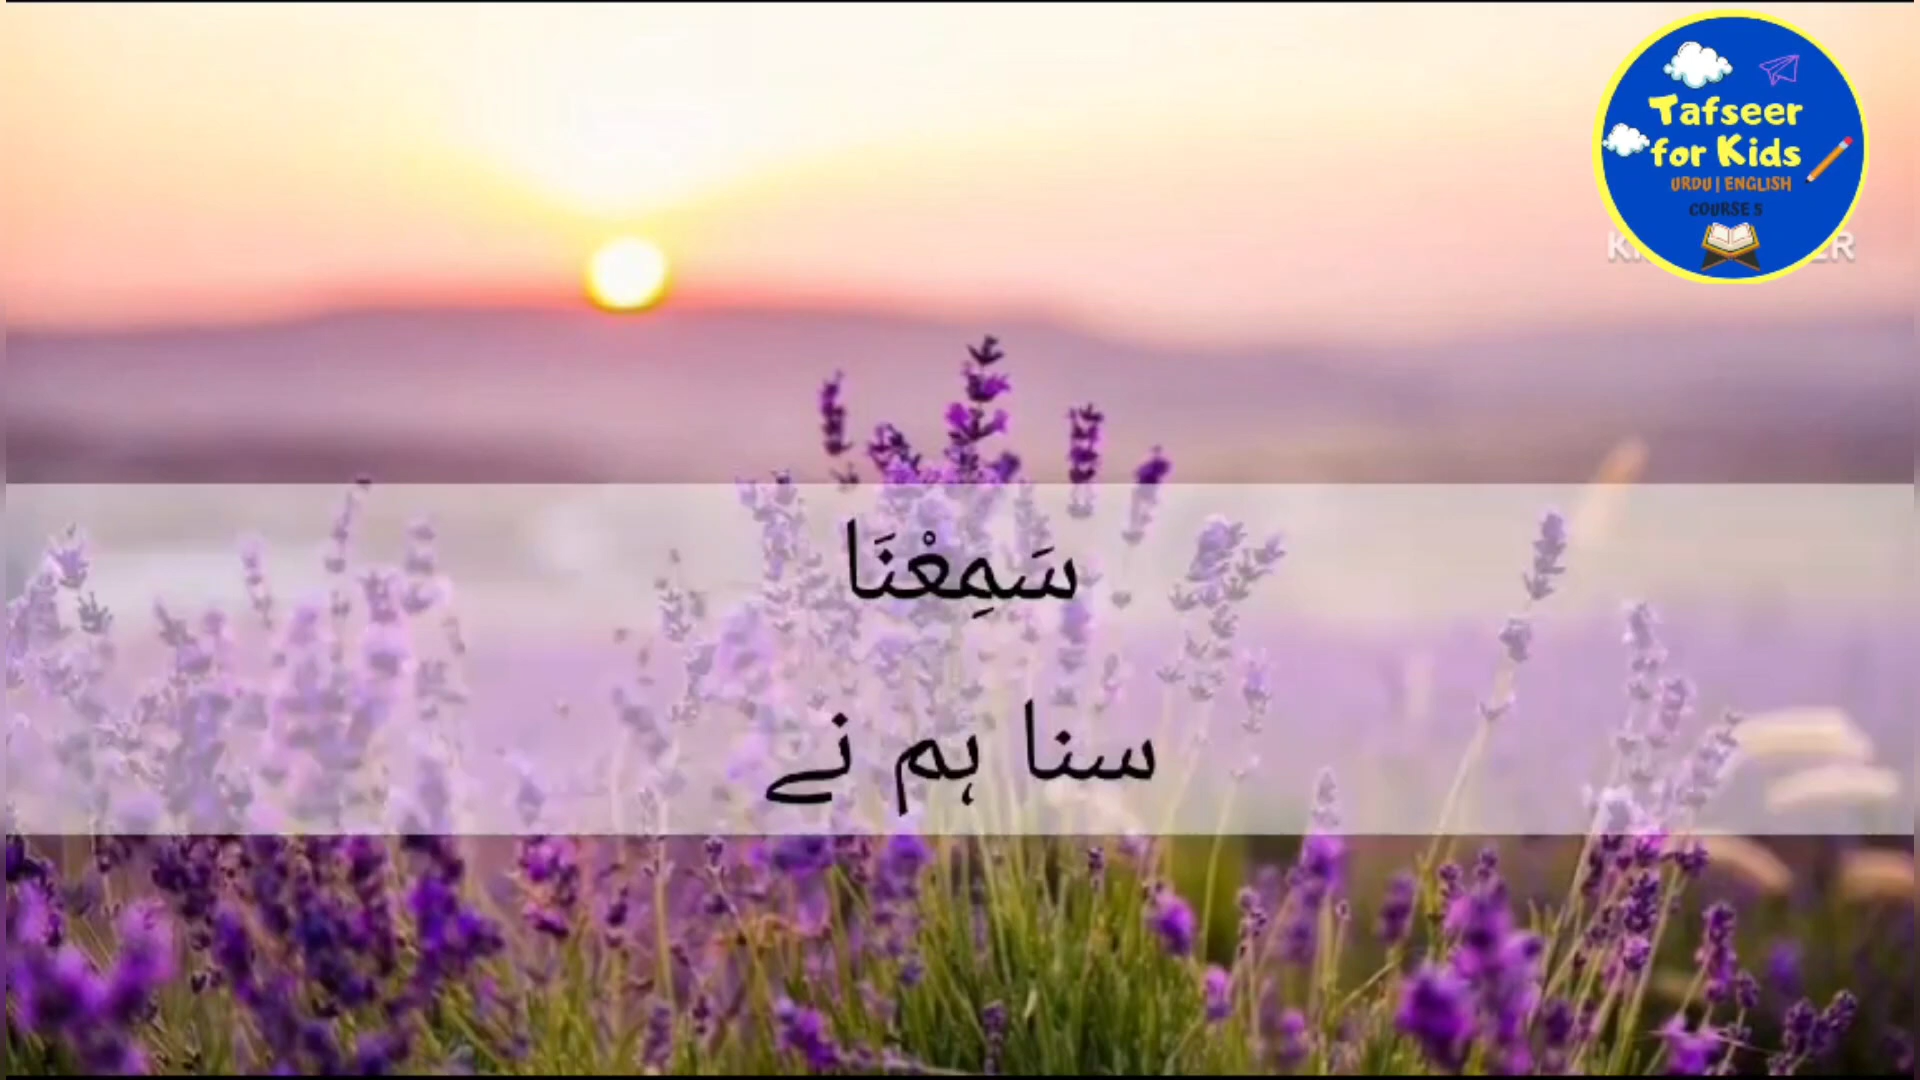 Tafseer
for Kids
URDU | ENGLISH
COURSE 5
سَمِعْنَا
سنا ہم نے